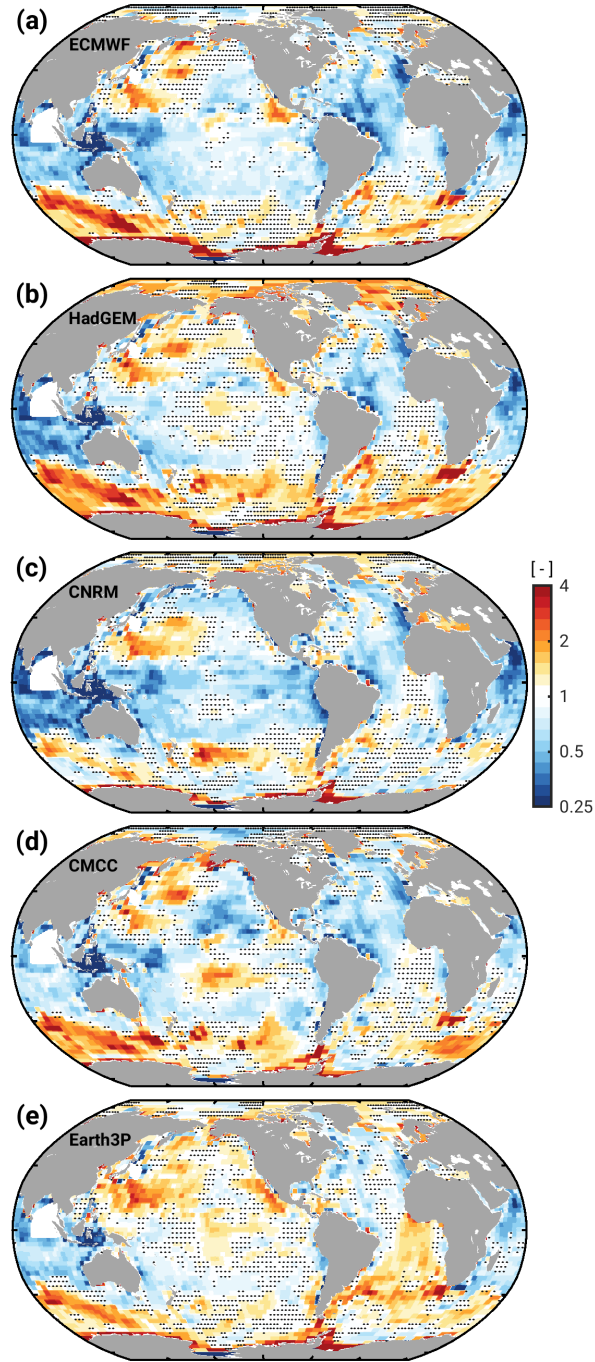 (a)
ECMWF
(b)
HadGEM
(c)
CNRM
[-]
4
2
1
0.5
0.25
(d)
CMCC
(e)
Earth3P